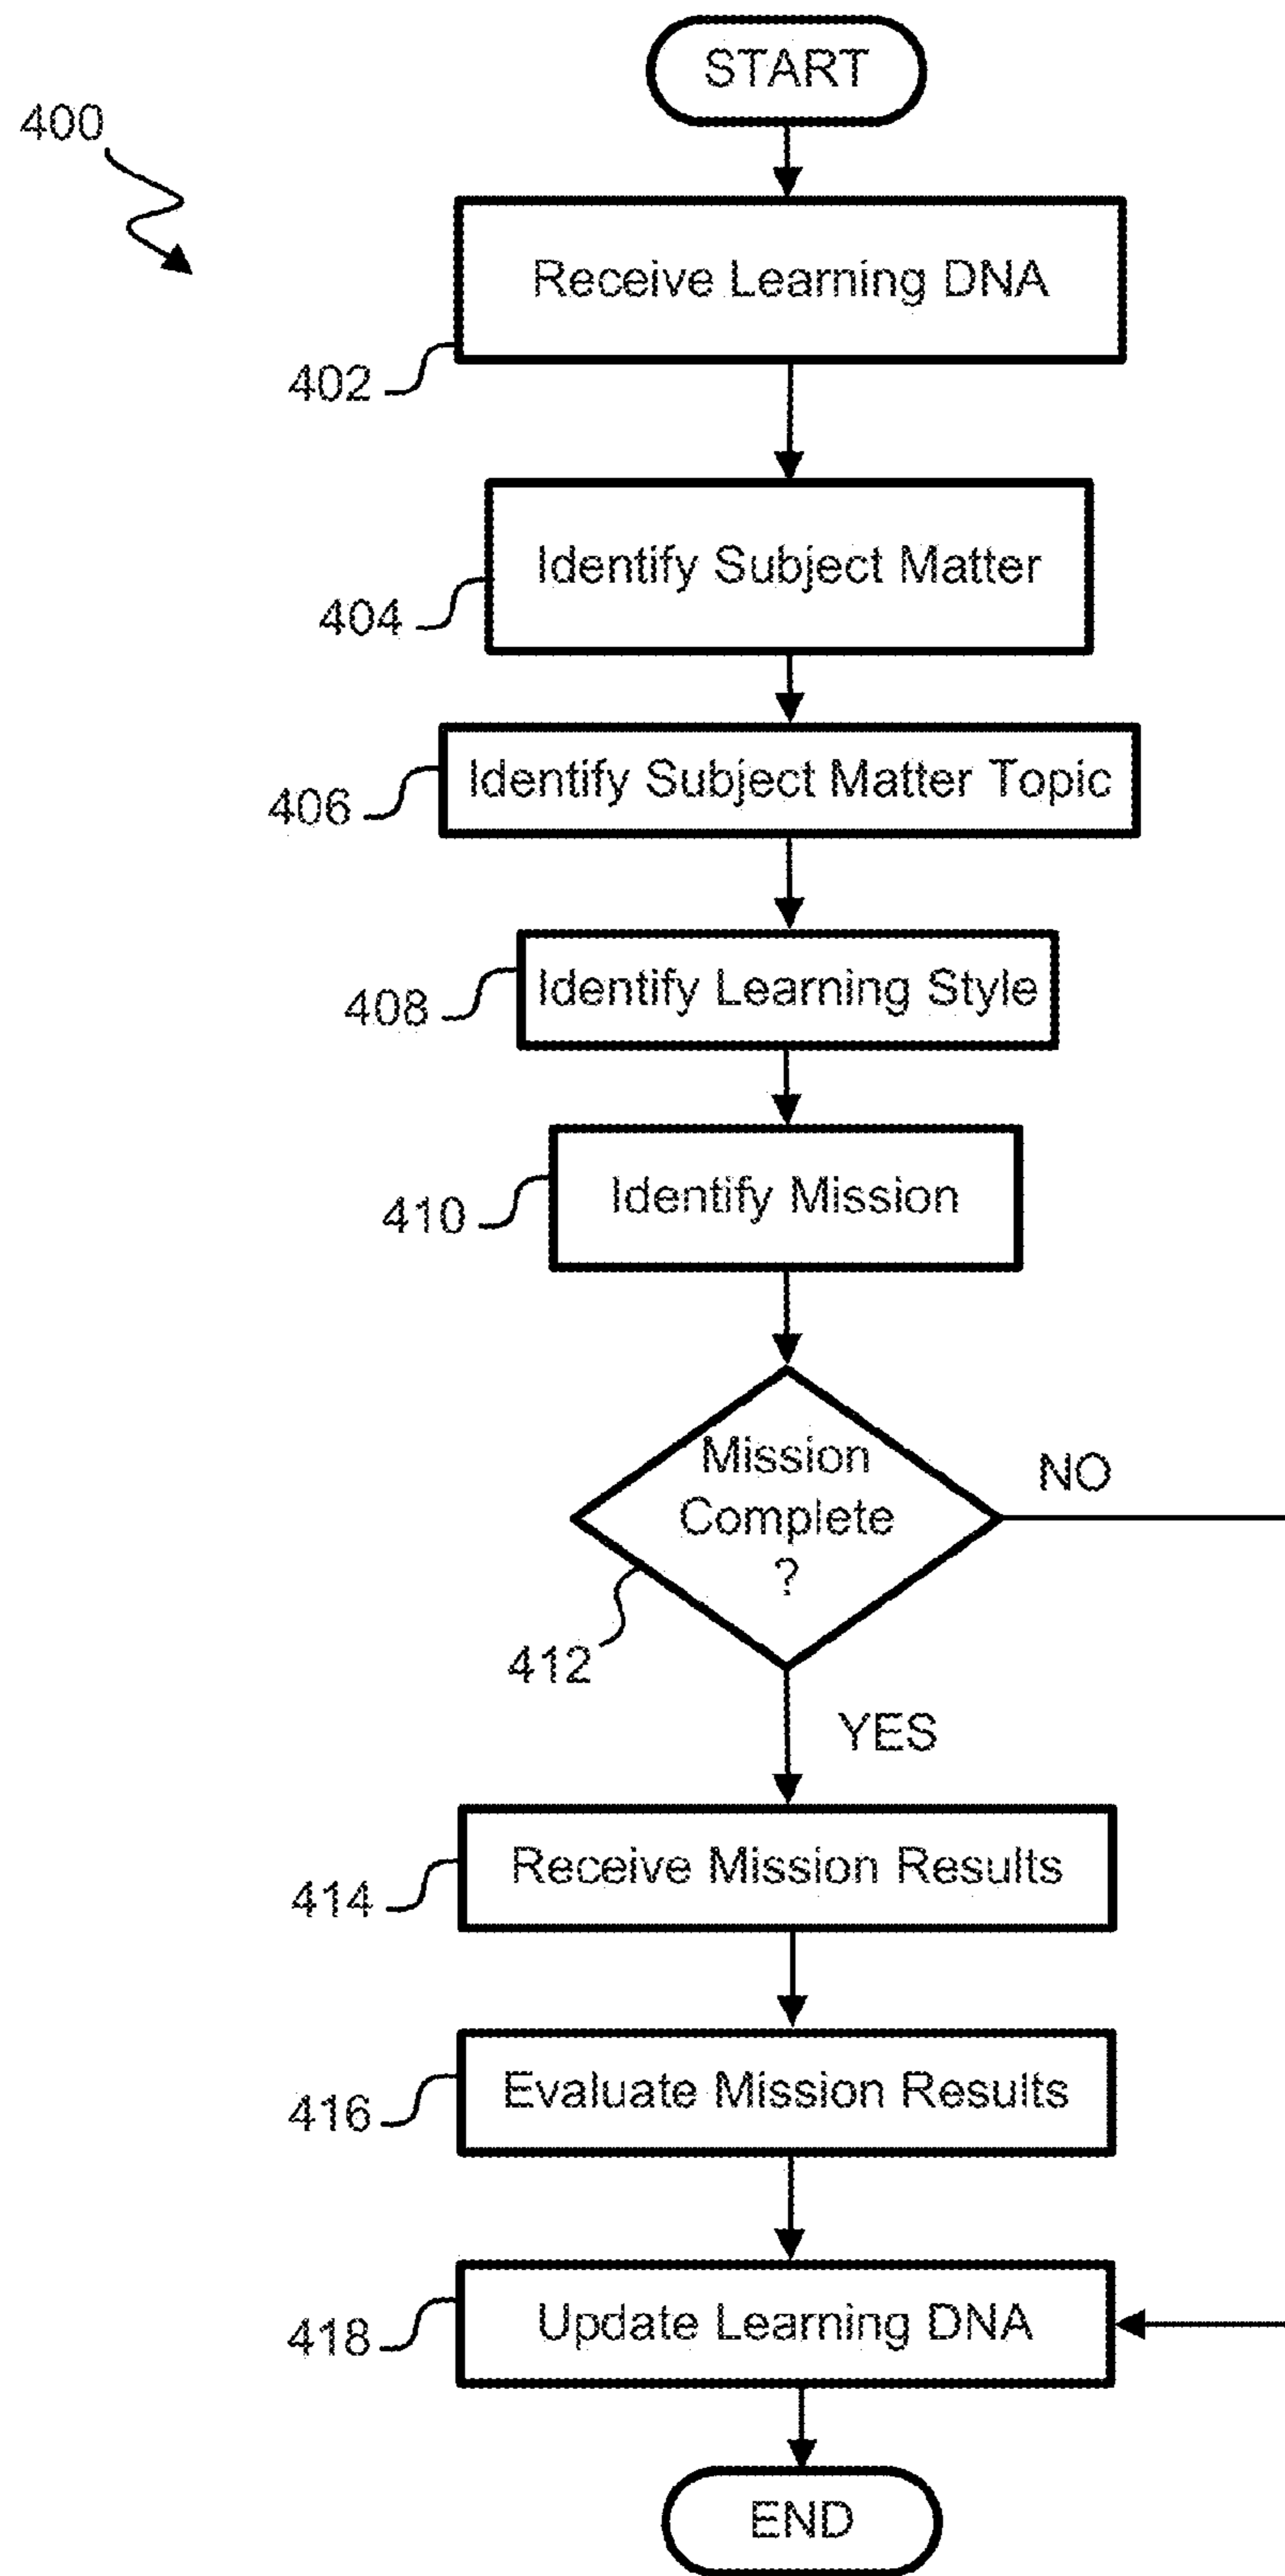 START
400
Receive Learning DNA
402
Identify Subject Matter
404
Identify Subject Matter Topic
406
Identify Learning Style
408
Identify Mission
410
Mission
Complete
?
NO
412
YES
Receive Mission Results
414
Evaluate Mission Results
416
Update Learning DNA
418
END